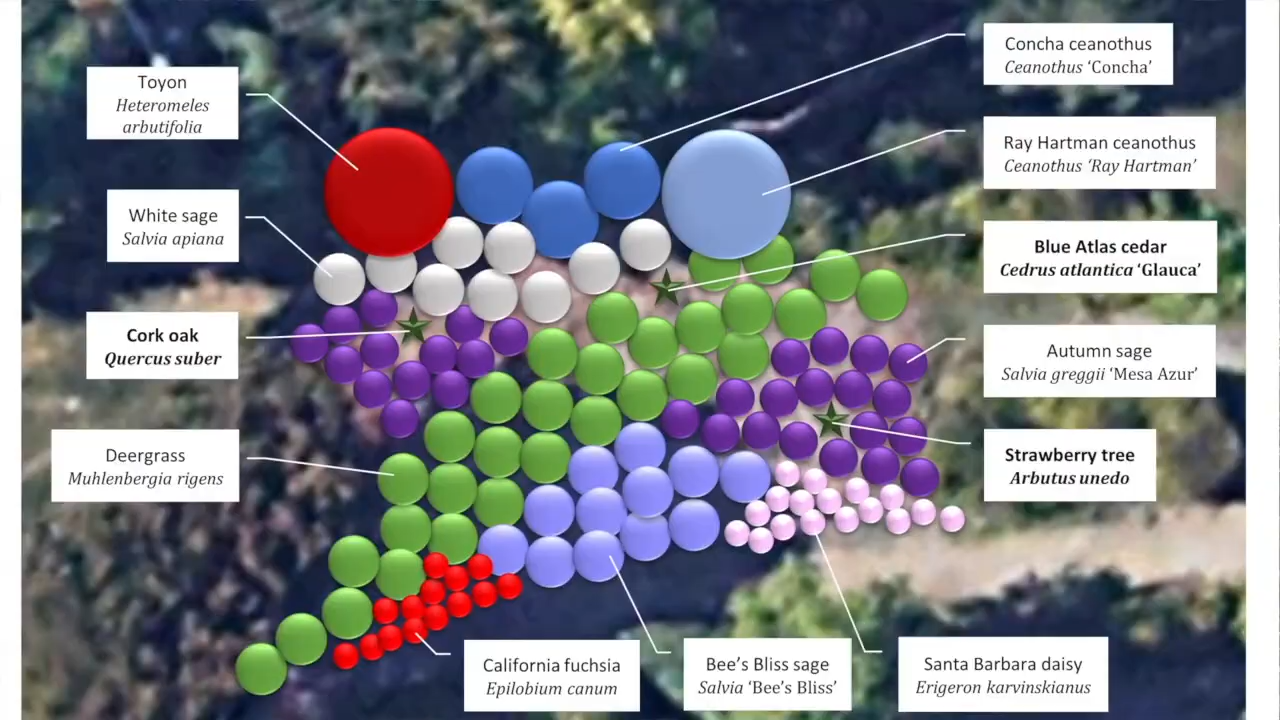 Toyon
Heteromeles
arbutifolia
White sage
Salvia apiana
Cork oak
Quercus suber
Deergrass
Muhlenbergia rigens
Concha ceanothus
Ceanothus ‘Concha’
Ray Hartman ceanothus
Ceanothus ‘Ray Hartman’
Blue Atlas cedar
Cedrus atlantica ‘Glauca’
Autumn sage
Salvia greggii ‘Mesa Azur’
Strawberry tree
Arbutus unedo
California fuchsia
Epilobium canum
Bee’s Bliss sage
Salvia ‘Bee’s Bliss’
Santa Barbara daisy
Erigeron karvinskianus